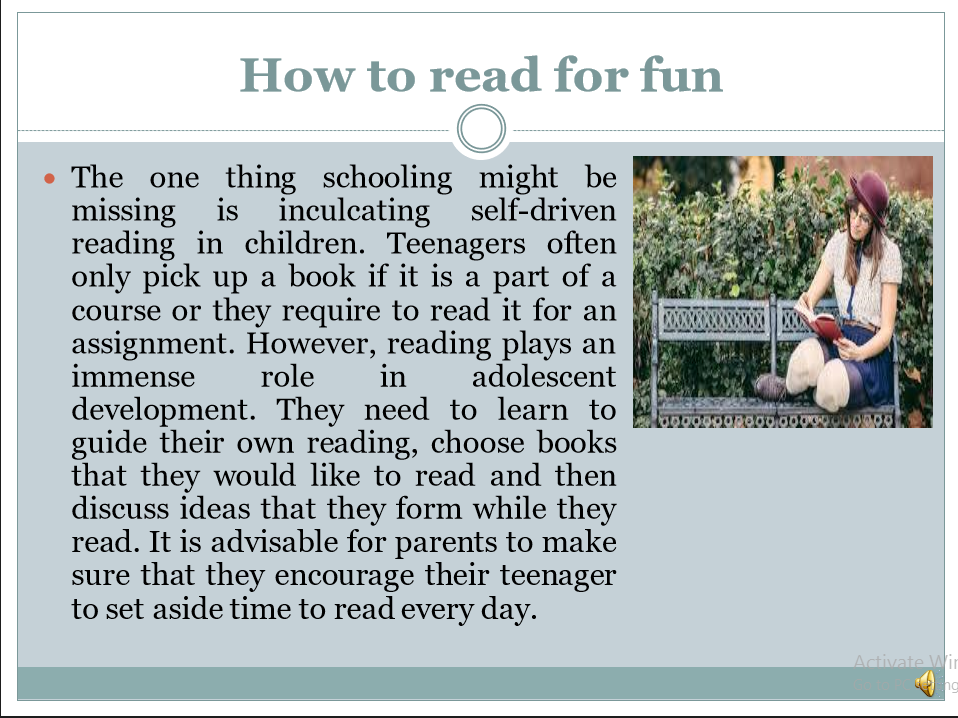 How to read for fun
The one thing schooling might be
missing is inculcating self-driven
reading in children. Teenagers often
only pick up a book if it is a part of a
course or they require to read it for an
assignment. However, reading plays an
immense role in adolescent
development. They need to learn to
guide their own reading, choose books
that they would like to read and then
discuss ideas that they form while they
read. It is advisable for parents to make
sure that they encourage their teenager
to set aside time to read every day.
Activate Win